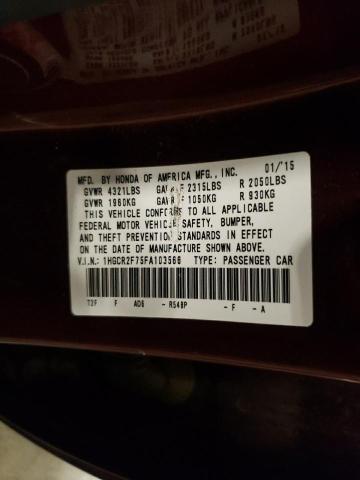 MFD. BY HONDA OF AMERICA MFG., INC. 01/15
GVWR 4321LBS GAWR F 2315LBS R 2050LBS
GVWR 1960KG GAWR F 1050KG R 930KG
THIS VEHICLE CONFORMS TO ALL APPLICABLE
FEDERAL MOTOR VEHICLE SAFETY, BUMPER,
AND THEFT PREVENTION STANDARDS IN EFFECT
ON THE DATE OF MANUFACTURE SHOWN ABOVE.
V.I.N.: 1HGCR2F75FA103566 TYPE: PASSENGER CAR
T2F F AD6 - R548P - F - A